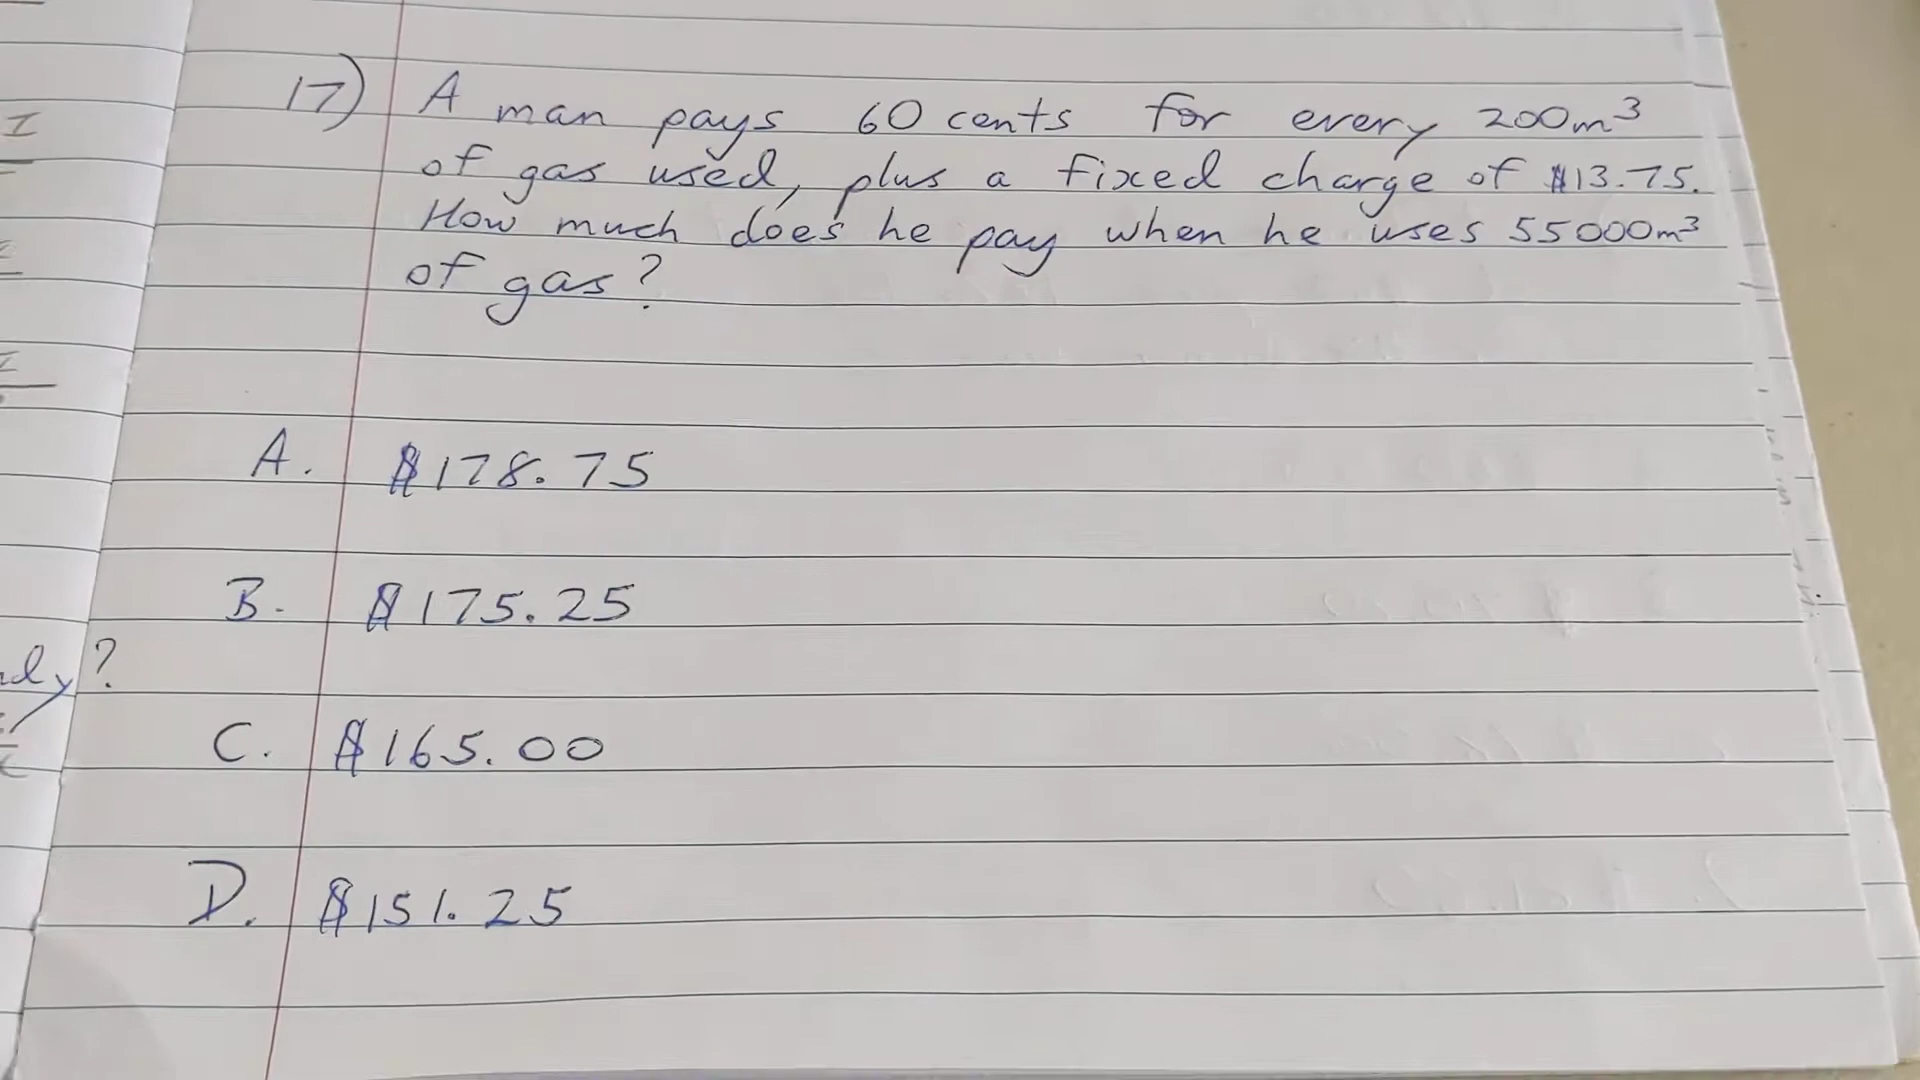 17) A man pays 60 cents for every 200m³
of gas used, plus a fixed charge of $13.75.
How much does he pay when he uses 55000m³
of gas?
A. $178.75
B. $175.25
C. $165.00
D. $151.25
I
I
dy?